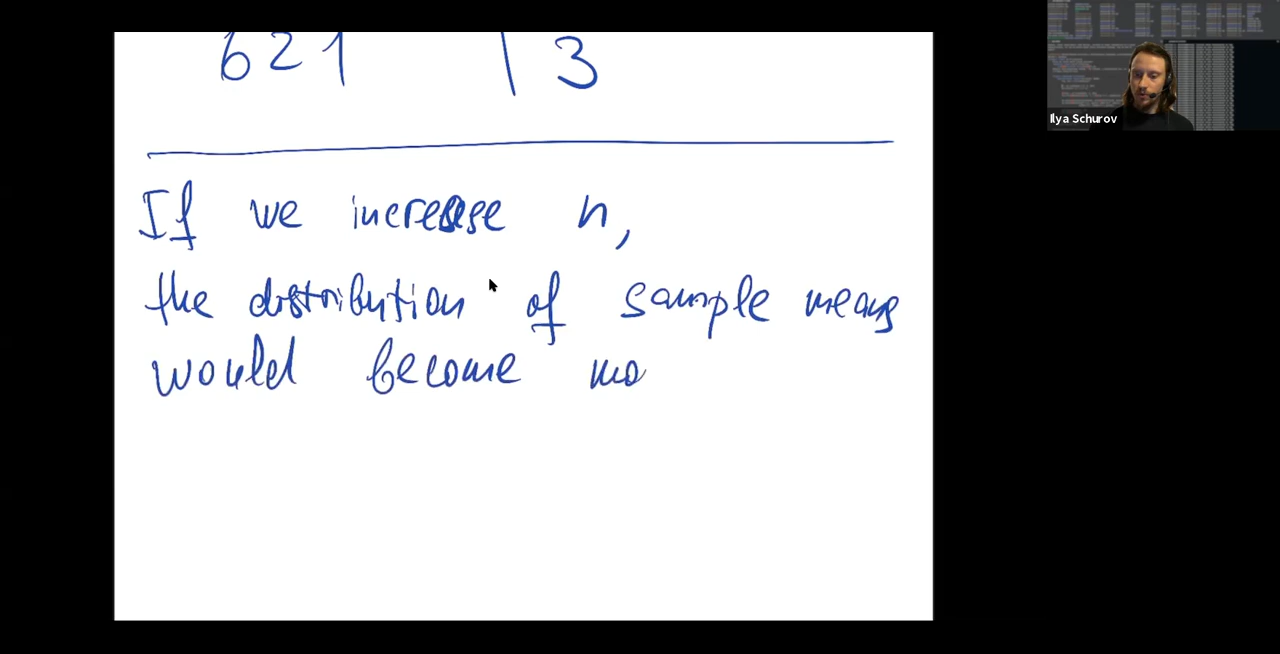 621 | 3
If we increase n,
the distribution of sample means
would become mo
Ilya Schurov